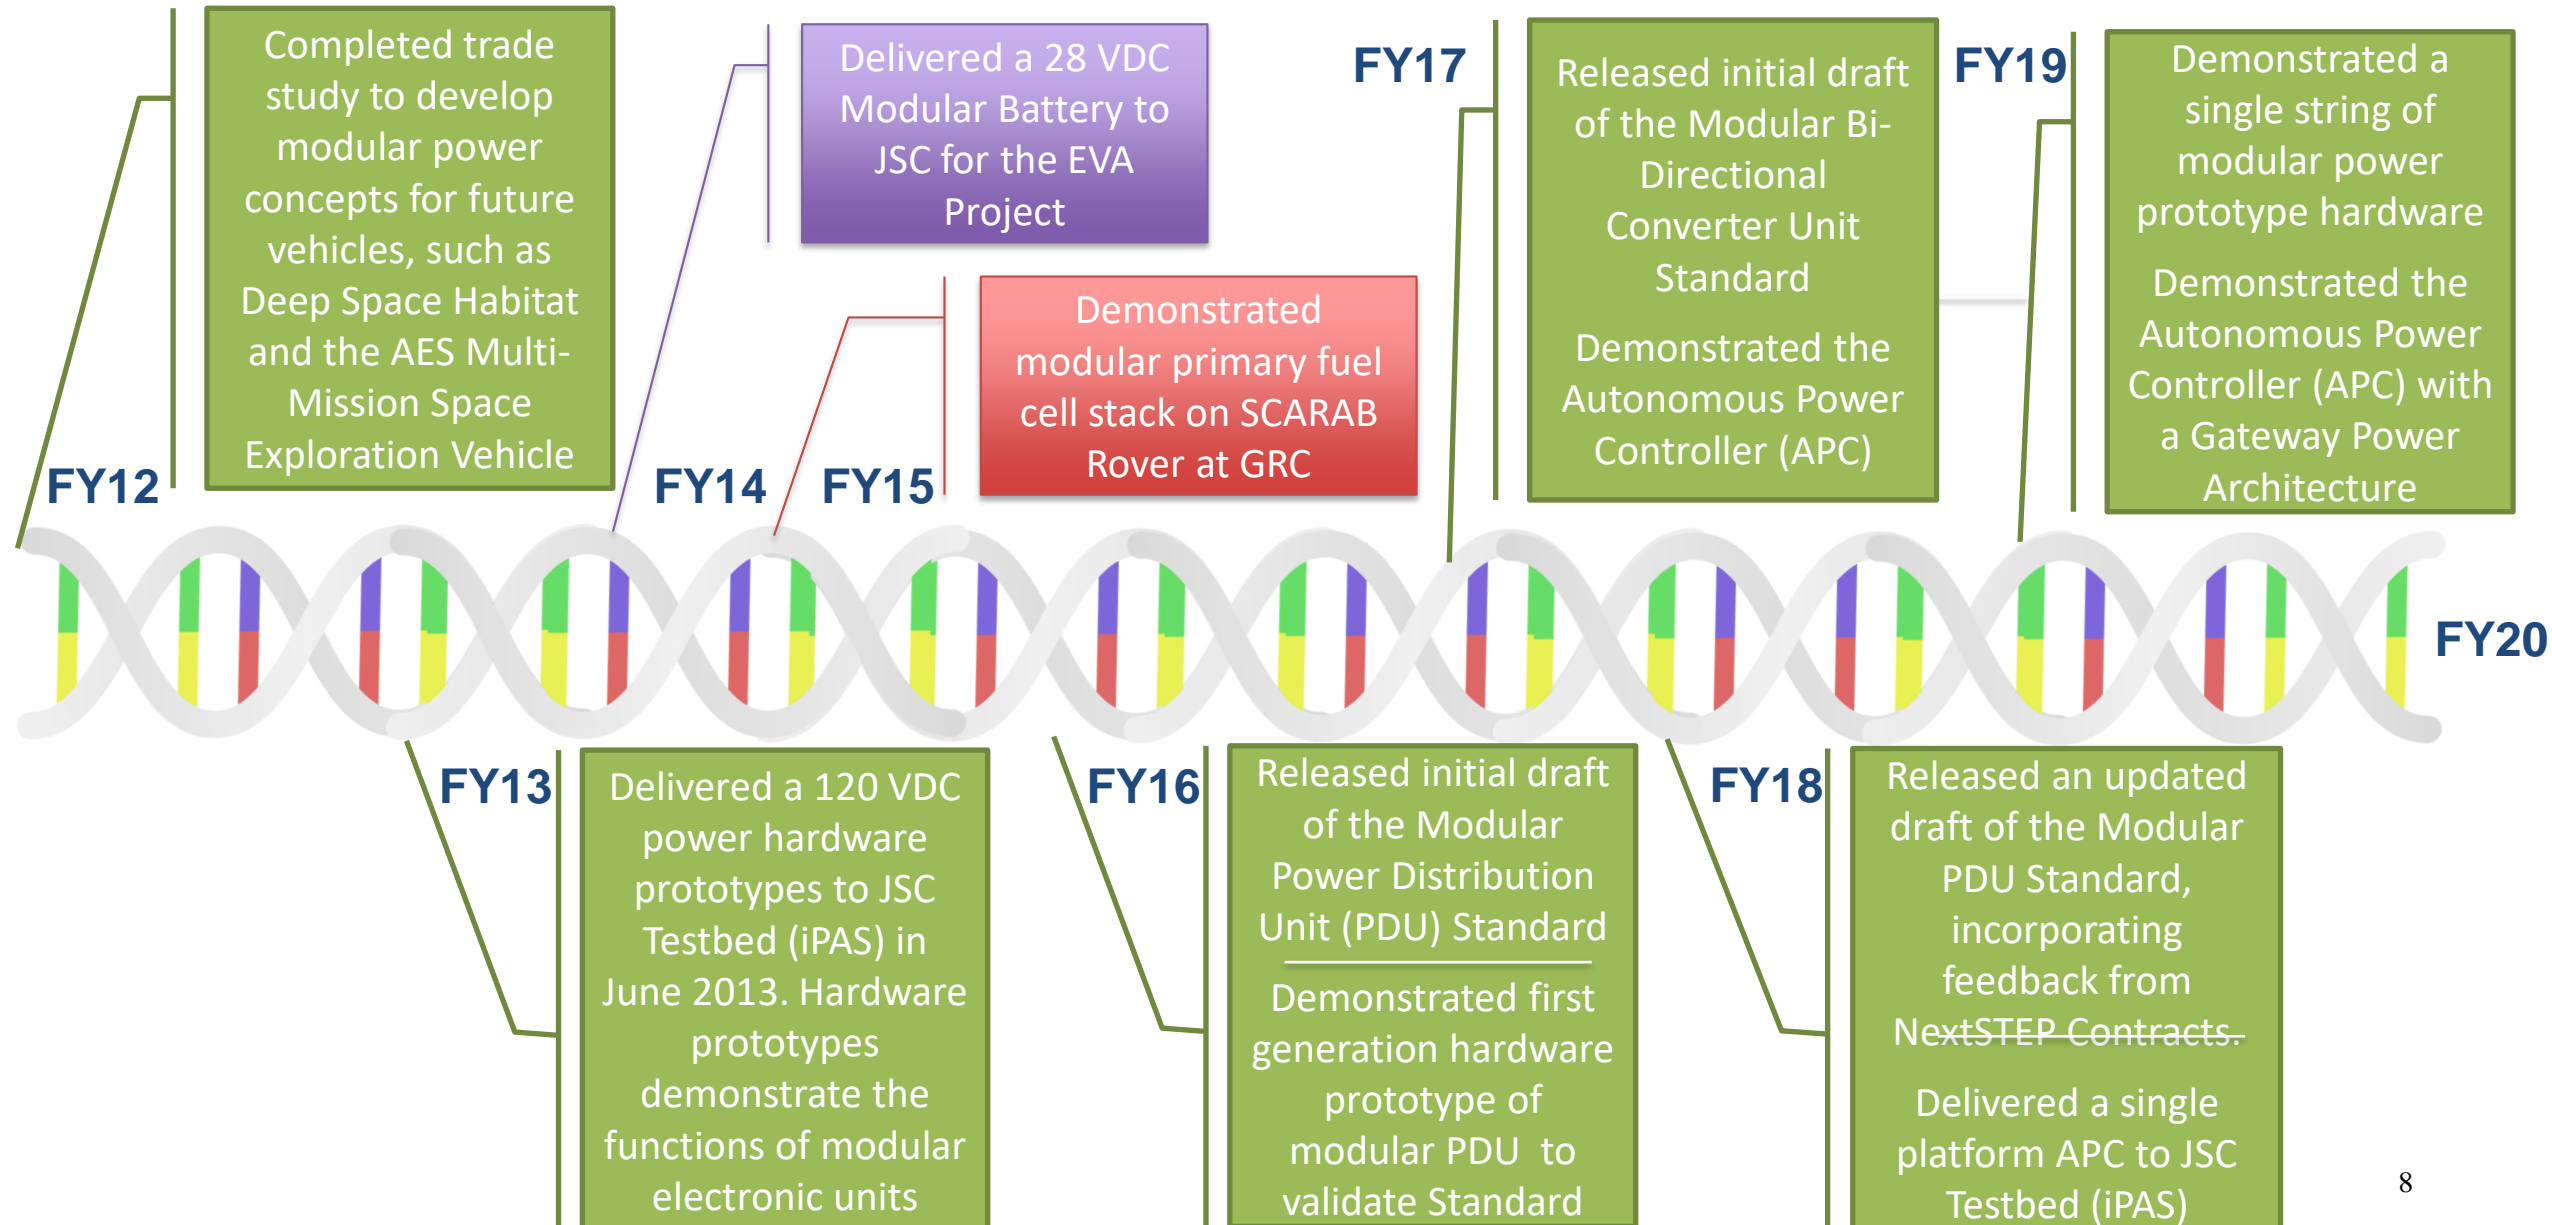 FY12
Completed trade
study to develop
modular power
concepts for future
vehicles, such as
Deep Space Habitat
and the AES Multi-
Mission Space
Exploration Vehicle
FY13
Delivered a 120 VDC
power hardware
prototypes to JSC
Testbed (iPAS) in
June 2013. Hardware
prototypes
demonstrate the
functions of modular
electronic units
FY14
Delivered a 28 VDC
Modular Battery to
JSC for the EVA
Project
FY15
Demonstrated
modular primary fuel
cell stack on SCARAB
Rover at GRC
FY16
Released initial draft
of the Modular
Power Distribution
Unit (PDU) Standard
Demonstrated first
generation hardware
prototype of
modular PDU to
validate Standard
FY17
Released initial draft
of the Modular Bi-
Directional
Converter Unit
Standard
Demonstrated the
Autonomous Power
Controller (APC)
FY18
Released an updated
draft of the Modular
PDU Standard,
incorporating
feedback from
NextSTEP Contracts.
Delivered a single
platform APC to JSC
Testbed (iPAS)
FY19
Demonstrated a
single string of
modular power
prototype hardware
Demonstrated the
Autonomous Power
Controller (APC) with
a Gateway Power
Architecture
FY20
8